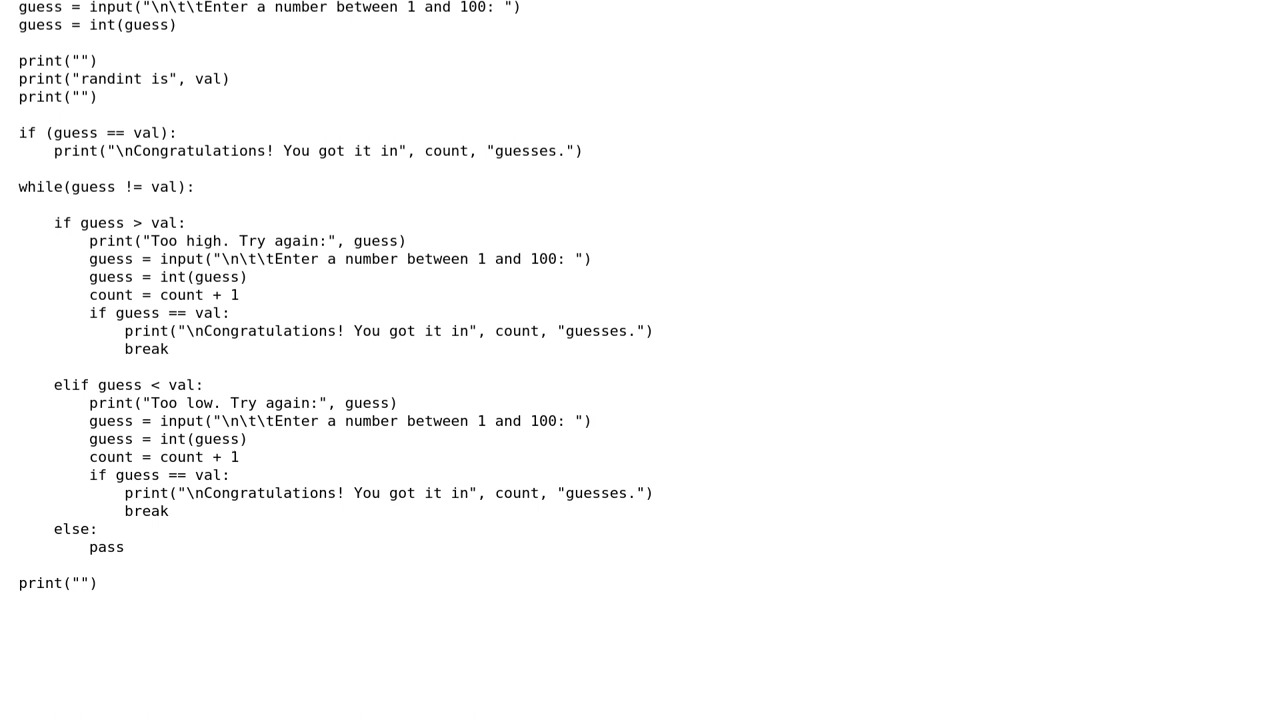 guess = input("\n\t\tEnter a number between 1 and 100: ")
guess = int(guess)

print("")
print("randint is", val)
print("")

if (guess == val):
    print("\nCongratulations! You got it in", count, "guesses.")

while(guess != val):

    if guess > val:
        print("Too high. Try again:", guess)
        guess = input("\n\t\tEnter a number between 1 and 100: ")
        guess = int(guess)
        count = count + 1
        if guess == val:
            print("\nCongratulations! You got it in", count, "guesses.")
            break

    elif guess < val:
        print("Too low. Try again:", guess)
        guess = input("\n\t\tEnter a number between 1 and 100: ")
        guess = int(guess)
        count = count + 1
        if guess == val:
            print("\nCongratulations! You got it in", count, "guesses.")
            break
    else:
        pass

print("")